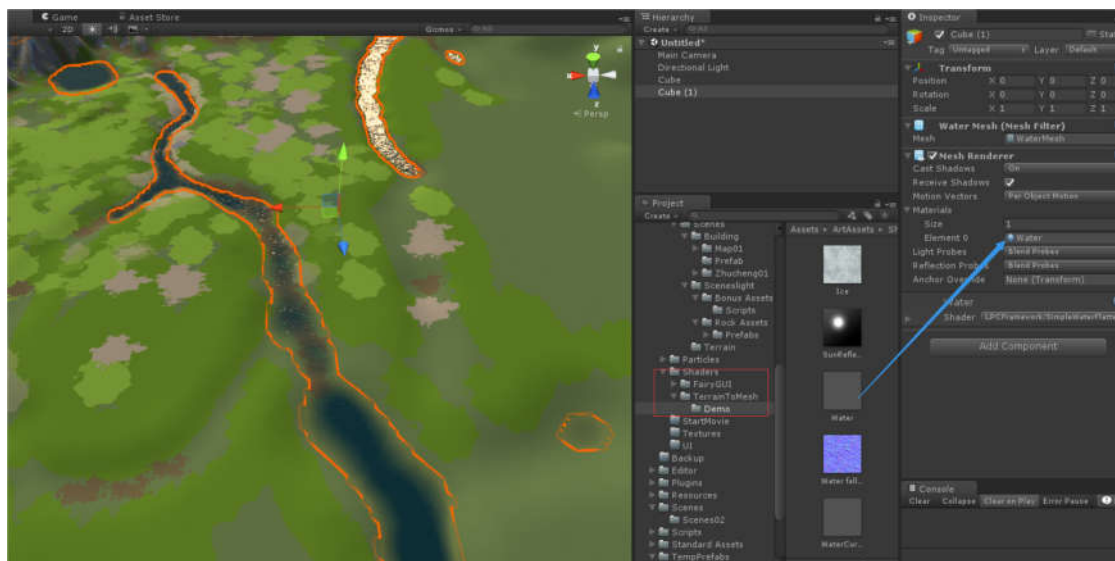 Game
Asset Store
2D
Gizmos
All
y
x
z
Persp
Hierarchy
Create
All
Untitled*
Main Camera
Directional Light
Cube
Cube (1)
Project
Create
Scenes
Building
Map01
Prefab
Zhucheng01
Sceneslight
Bonus Assets
Scripts
Rock Assets
Prefabs
Terrain
Particles
Shaders
FairyGUI
TerrainToMesh
Demo
StartMovie
Textures
UI
Backup
Editor
Plugins
Resources
Scenes
Scenes02
Scripts
Standard Assets
TempPrefabs
Assets ▸ ArtAssets ▸ Sh
Ice
SunRefle..
Water
Water fall..
WaterCur..
Inspector
Cube (1) Stat
Tag Untagged Layer Default
Transform
Position X 0 Y 0 Z 0
Rotation X 0 Y 0 Z 0
Scale X 1 Y 1 Z 1
Water Mesh (Mesh Filter)
Mesh WaterMesh
Mesh Renderer
Cast Shadows On
Receive Shadows
Motion Vectors Per Object Motion
Materials
Size 1
Element 0 Water
Light Probes Blend Probes
Reflection Probes Blend Probes
Anchor Override None (Transform)
Water
Shader
Add Component
Console
Clear Collapse Clear on Play Error Pause